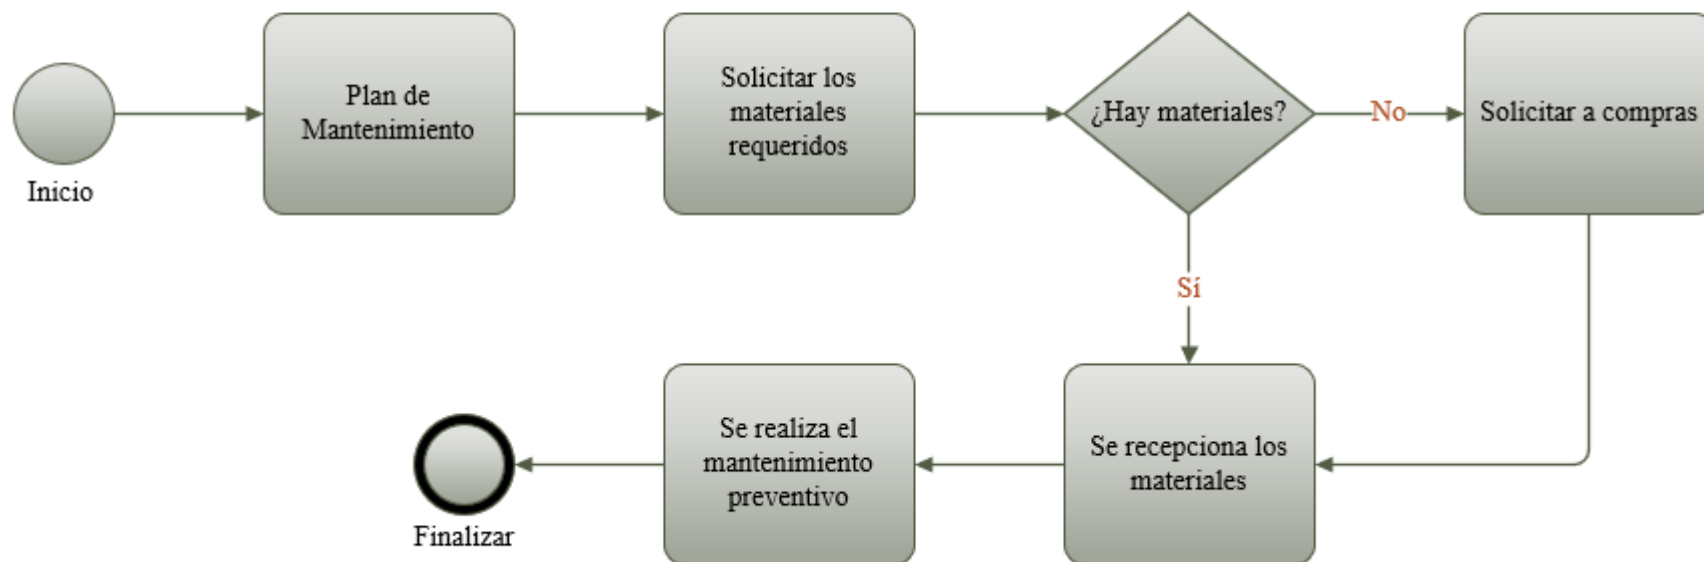 Inicio
Plan de
Mantenimiento
Solicitar los
materiales
requeridos
¿Hay materiales?
No
Solicitar a compras
Sí
Se recepciona los
materiales
Se realiza el
mantenimiento
preventivo
Finalizar